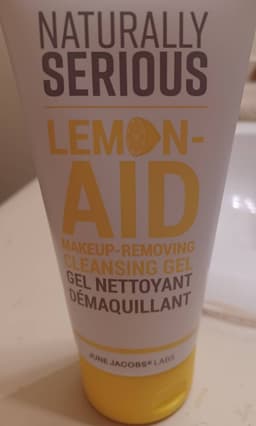 NATURALLY
SERIOUS
LEMON-
AID
MAKEUP-REMOVING
CLEANSING GEL
GEL NETTOYANT
DÉMAQUILLANT
JUNE JACOBS® LABS